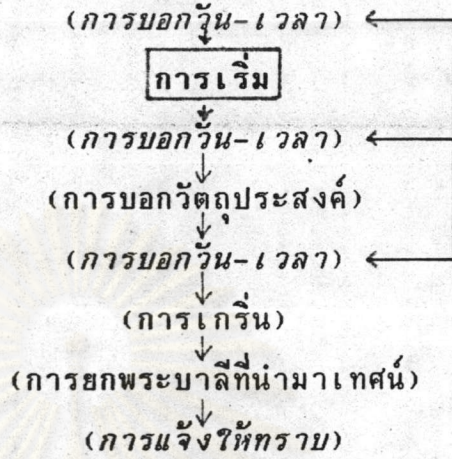 (การบอกวัน-เวลา)
การเริ่ม
(การบอกวัน-เวลา)
(การบอกวัตถุประสงค์)
(การบอกวัน-เวลา)
(การเกริ่น)
(การยกพระบาลีที่นำมาเทศน์)
(การแจ้งให้ทราบ)